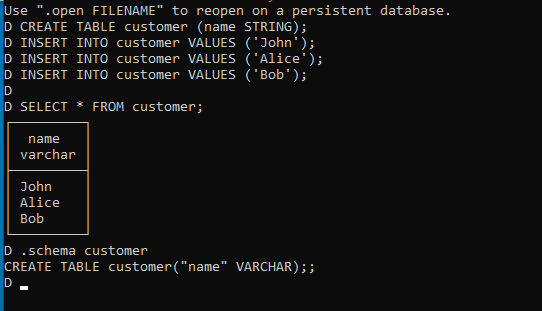 Use ".open FILENAME" to reopen on a persistent database.
D CREATE TABLE customer (name STRING);
D INSERT INTO customer VALUES ('John');
D INSERT INTO customer VALUES ('Alice');
D INSERT INTO customer VALUES ('Bob');
D
D SELECT * FROM customer;
name
varchar
John
Alice
Bob
D .schema customer
CREATE TABLE customer("name" VARCHAR);;
D